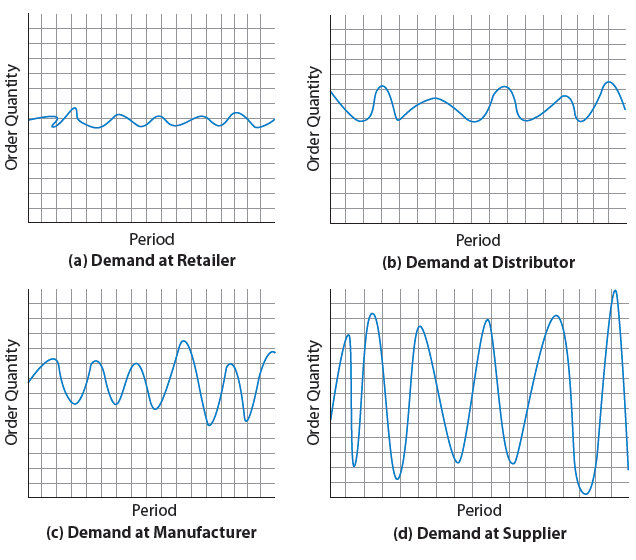 Order Quantity
Period
(a) Demand at Retailer
Order Quantity
Period
(b) Demand at Distributor
Order Quantity
Period
(c) Demand at Manufacturer
Order Quantity
Period
(d) Demand at Supplier